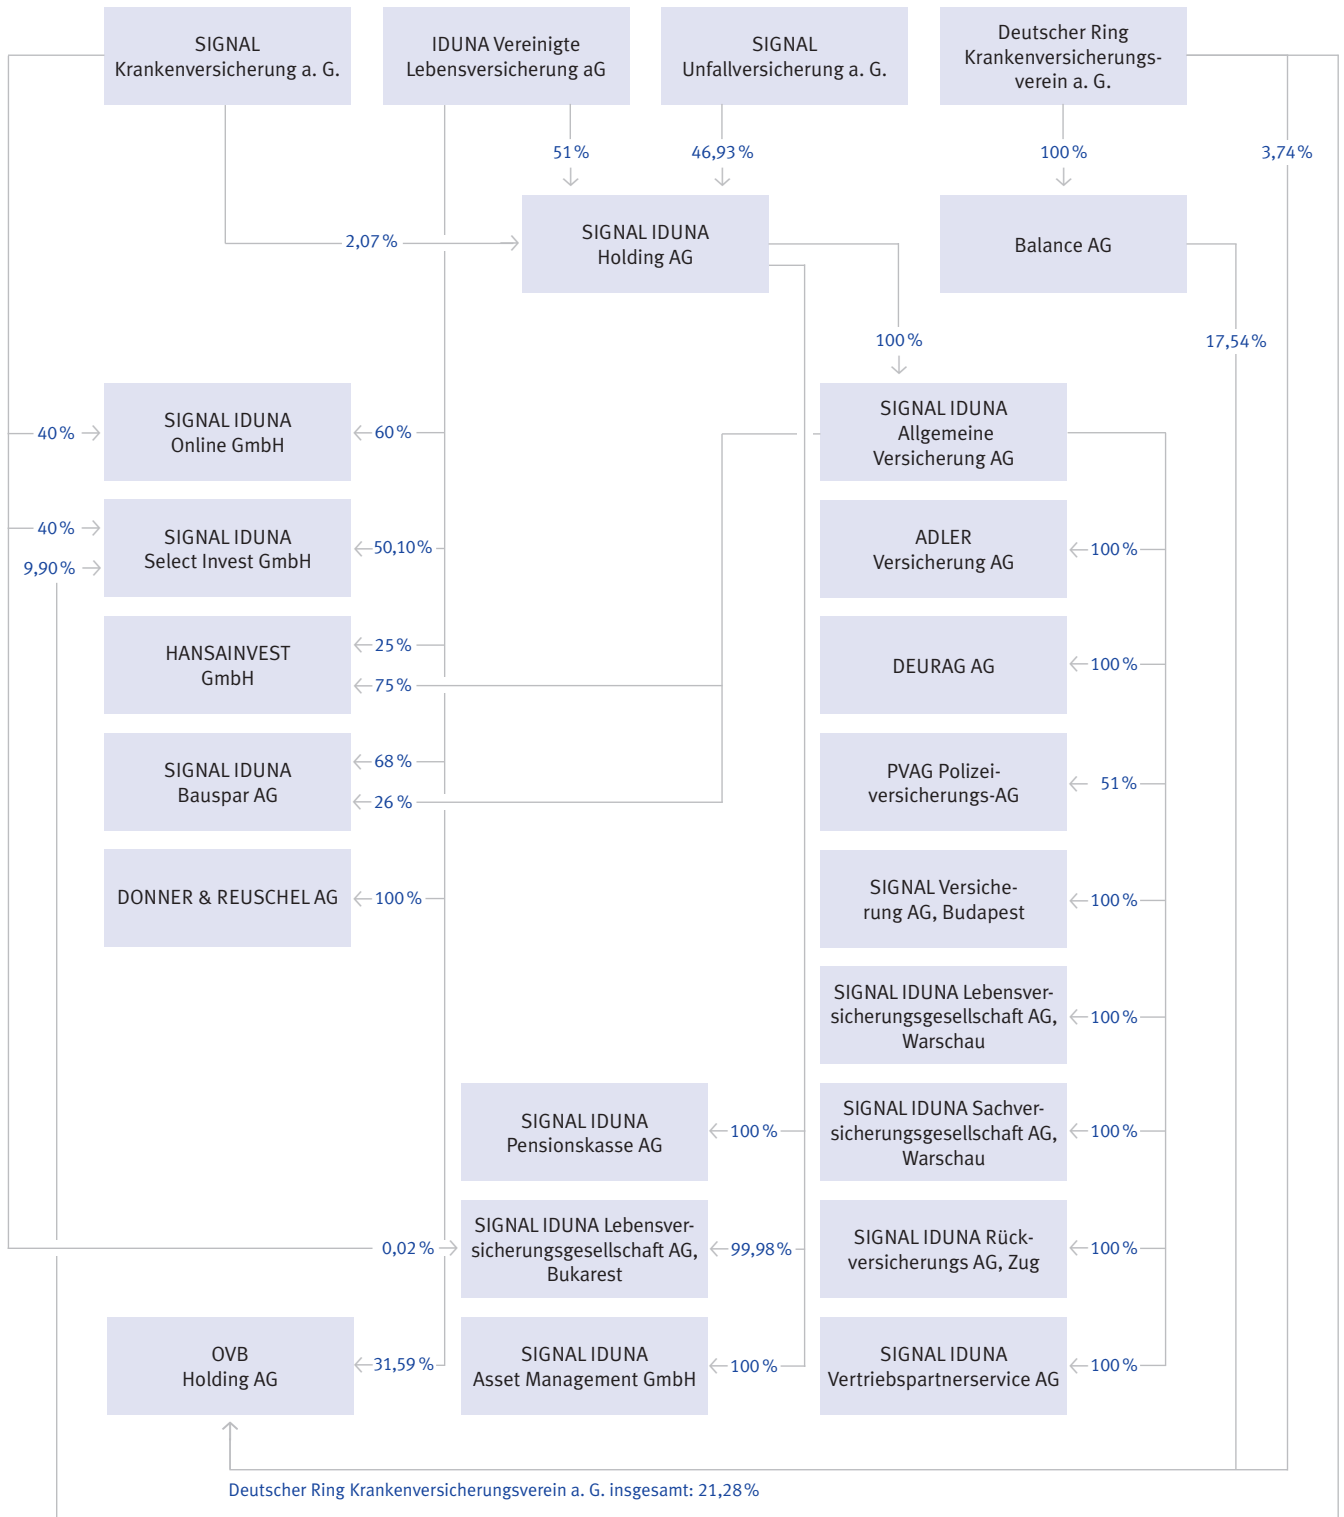 SIGNAL
Krankenversicherung a. G.
IDUNA Vereinigte
Lebensversicherung aG
SIGNAL
Unfallversicherung a. G.
Deutscher Ring
Krankenversicherungs-
verein a. G.
51 %
46,93 %
100 %
3,74 %
2,07 %
SIGNAL IDUNA
Holding AG
Balance AG
100 %
17,54 %
40 %
SIGNAL IDUNA
Online GmbH
60 %
SIGNAL IDUNA
Allgemeine
Versicherung AG
40 %
9,90 %
SIGNAL IDUNA
Select Invest GmbH
50,10 %
ADLER
Versicherung AG
100 %
HANSAINVEST
GmbH
25 %
75 %
DEURAG AG
100 %
SIGNAL IDUNA
Bauspar AG
68 %
26 %
PVAG Polizei-
versicherungs-AG
51 %
DONNER & REUSCHEL AG
100 %
SIGNAL Versiche-
rung AG, Budapest
100 %
SIGNAL IDUNA Lebensver-
sicherungsgesellschaft AG,
Warschau
100 %
SIGNAL IDUNA
Pensionskasse AG
100 %
SIGNAL IDUNA Sachver-
sicherungsgesellschaft AG,
Warschau
100 %
0,02 %
SIGNAL IDUNA Lebensver-
sicherungsgesellschaft AG,
Bukarest
99,98 %
SIGNAL IDUNA Rück-
versicherungs AG, Zug
100 %
OVB
Holding AG
31,59 %
SIGNAL IDUNA
Asset Management GmbH
100 %
SIGNAL IDUNA
Vertriebspartnerservice AG
100 %
Deutscher Ring Krankenversicherungsverein a. G. insgesamt: 21,28 %